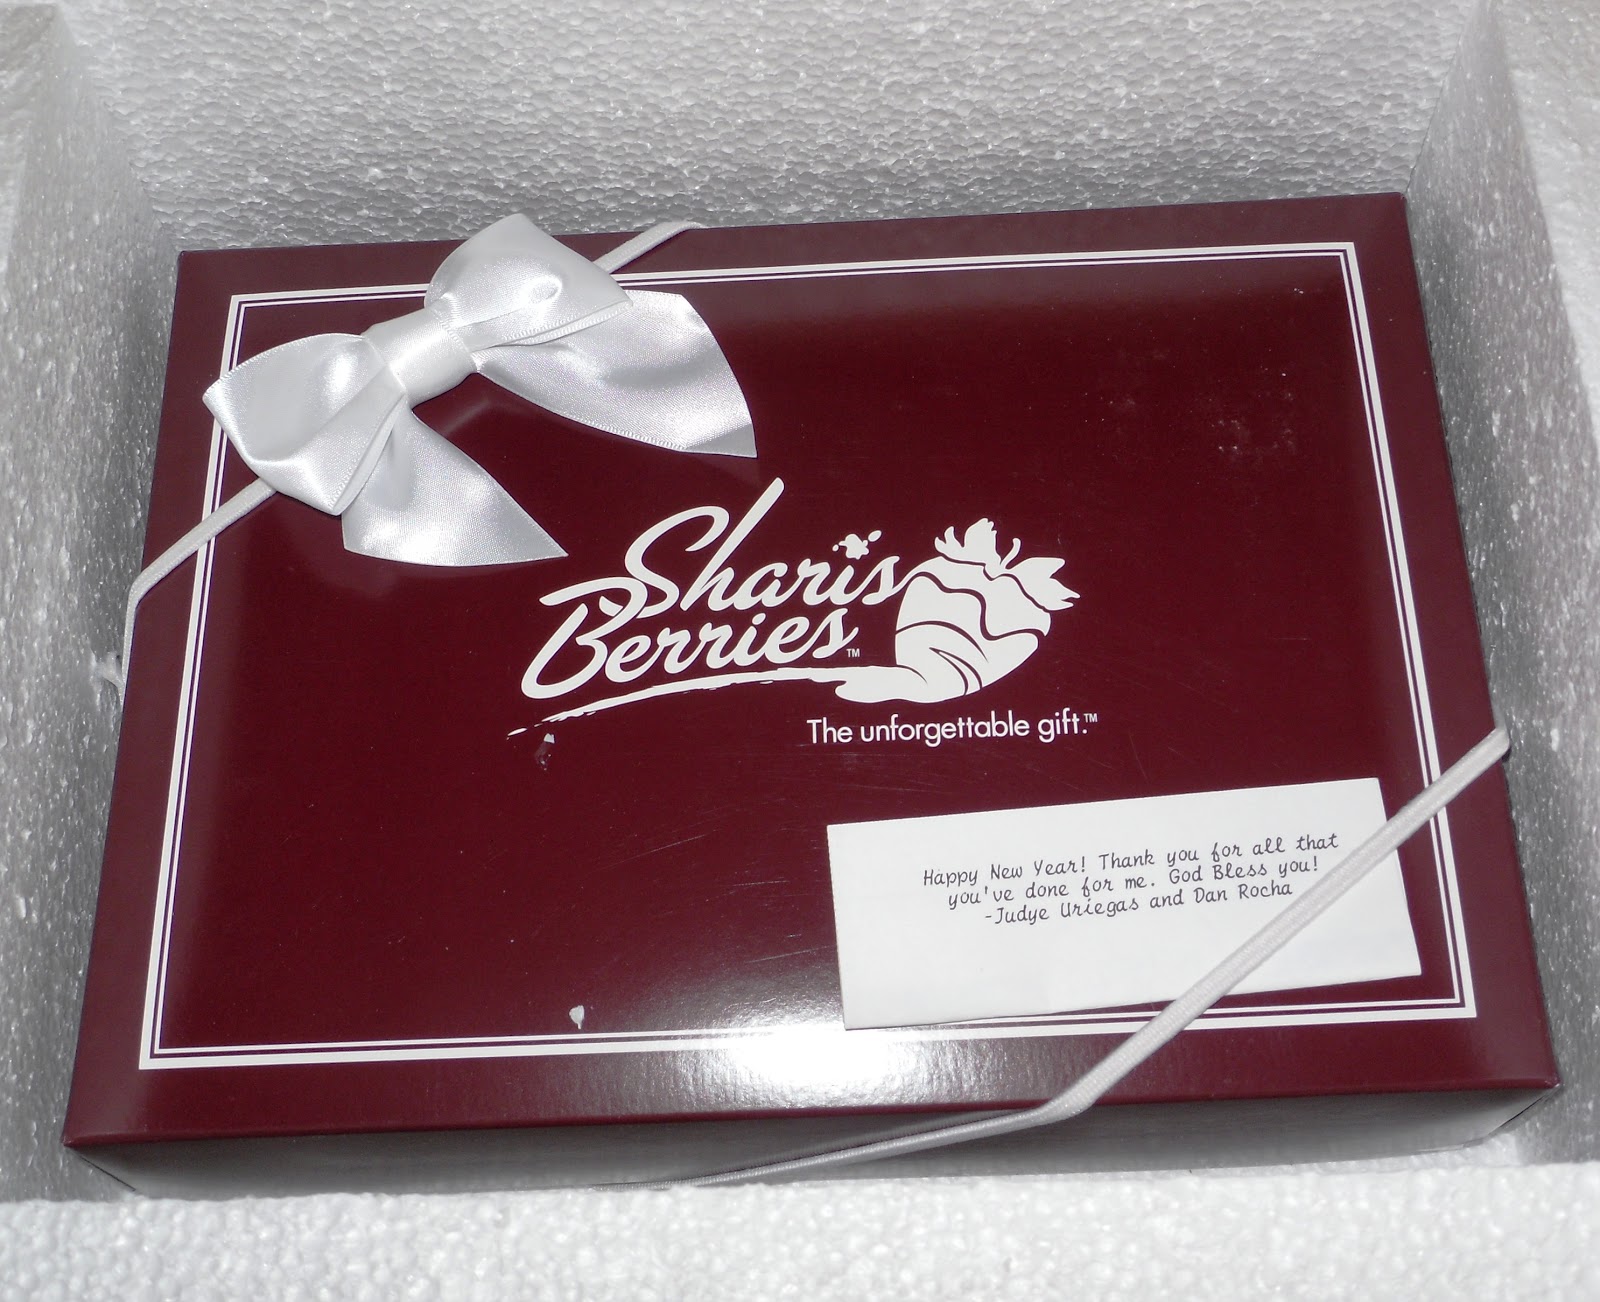 Sharis
Berries™
The unforgettable gift.™
Happy New Year! Thank you for all that
you've done for me. God Bless you!
-Judye Uriegas and Dan Rocha